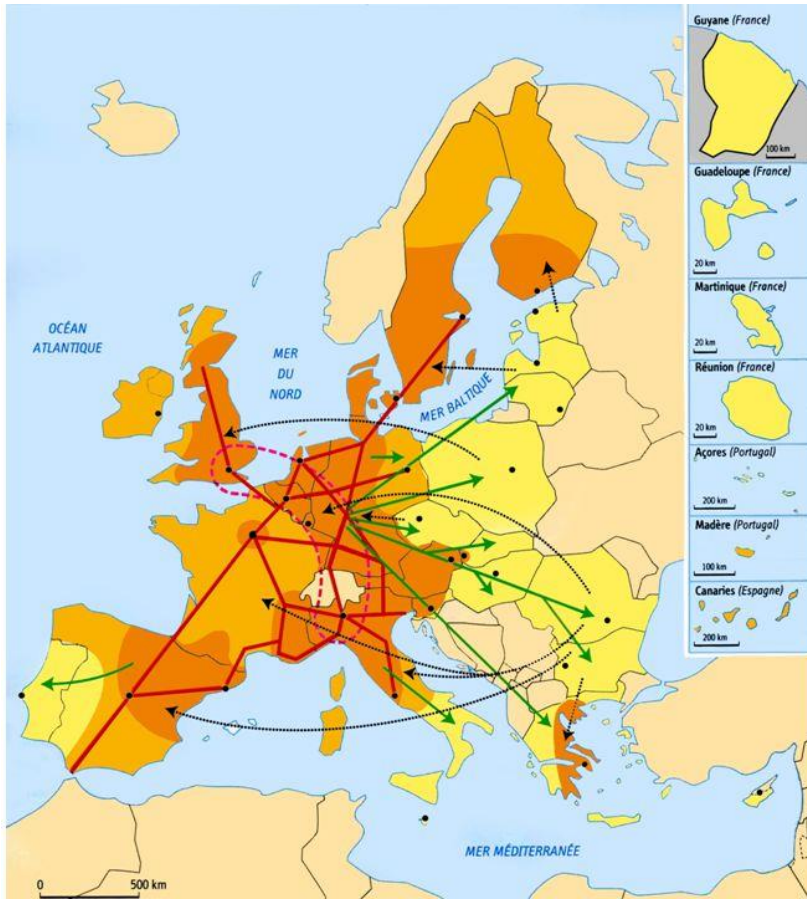 OCÉAN
ATLANTIQUE
MER
DU
NORD
MER BALTIQUE
MER MÉDITERRANÉE
0 500 km
Guyane (France)
100 km
Guadeloupe (France)
20 km
Martinique (France)
20 km
Réunion (France)
20 km
Açores (Portugal)
200 km
Madère (Portugal)
100 km
Canaries (Espagne)
200 km